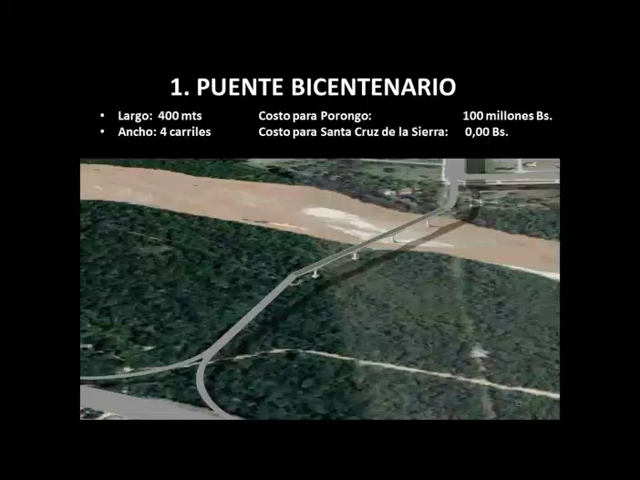 1. PUENTE BICENTENARIO
• Largo: 400 mts Costo para Porongo: 100 millones Bs.
• Ancho: 4 carriles Costo para Santa Cruz de la Sierra: 0,00 Bs.